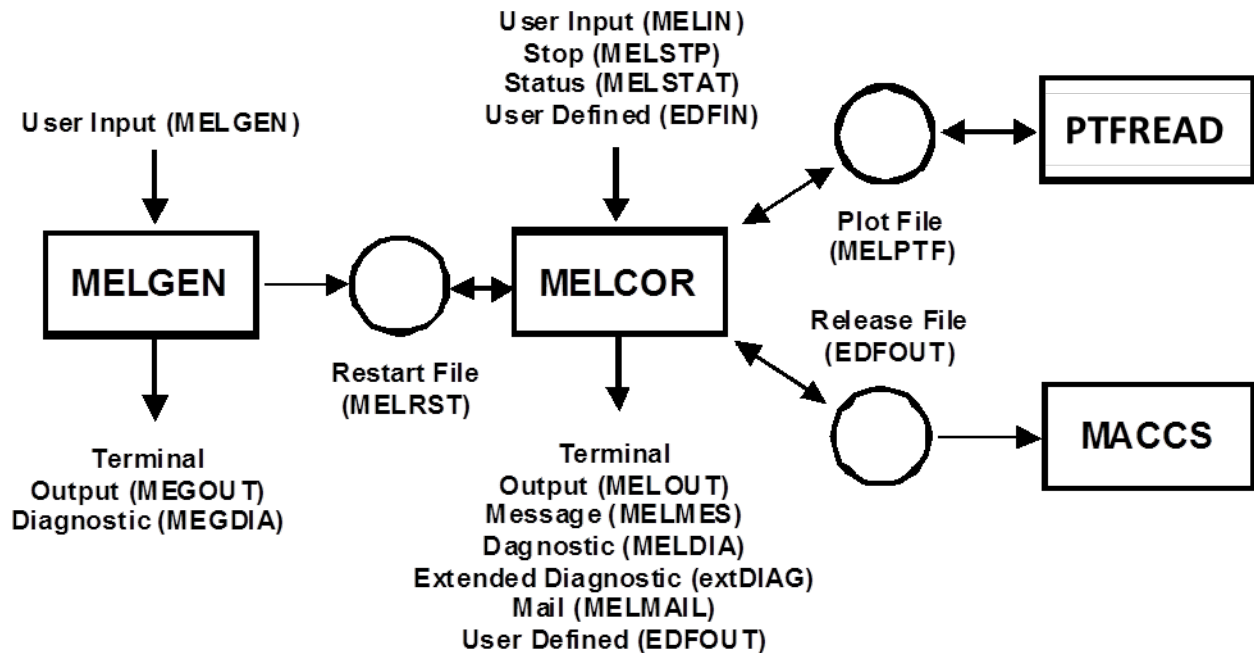 User Input (MELGEN)
MELGEN
Terminal
Output (MEGOUT)
Diagnostic (MEGDIA)
Restart File
(MELRST)
User Input (MELIN)
Stop (MELSTP)
Status (MELSTAT)
User Defined (EDFIN)
MELCOR
Terminal
Output (MELOUT)
Message (MELMES)
Dagnostic (MELDIA)
Extended Diagnostic (extDIAG)
Mail (MELMAIL)
User Defined (EDFOUT)
Plot File
(MELPTF)
PTFREAD
Release File
(EDFOUT)
MACCS